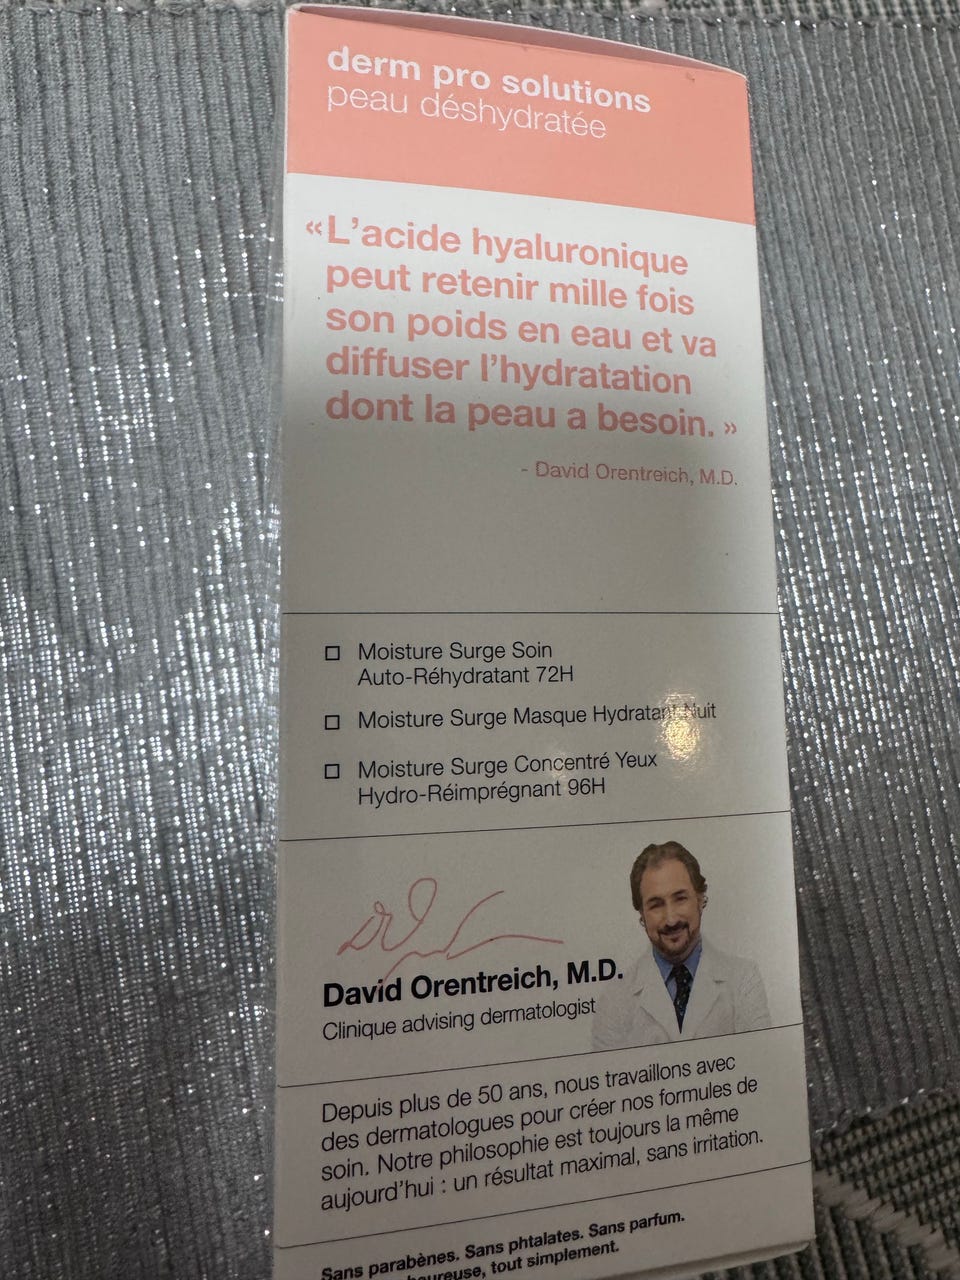 derm pro solutions
peau déshydratée
«L’acide hyaluronique
peut retenir mille fois
son poids en eau et va
diffuser l’hydratation
dont la peau a besoin. »
- David Orentreich, M.D.
Moisture Surge Soin
Auto-Réhydratant 72H
Moisture Surge Masque Hydratant Nuit
Moisture Surge Concentré Yeux
Hydro-Réimprégnant 96H
David Orentreich, M.D.
Clinique advising dermatologist
Depuis plus de 50 ans, nous travaillons avec
des dermatologues pour créer nos formules de
soin. Notre philosophie est toujours la même
aujourd’hui : un résultat maximal, sans irritation.
Sans parabènes. Sans phtalates. Sans parfum.
tout simplement.